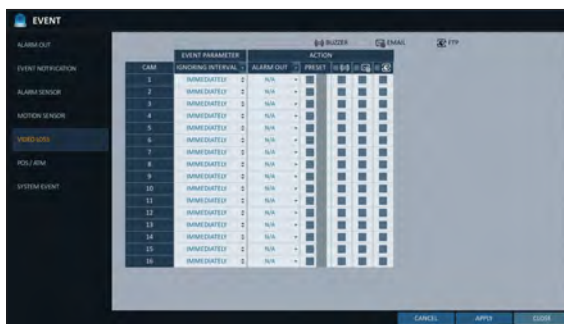 EVENT
ALARM OUT
EVENT NOTIFICATION
ALARM SENSOR
MOTION SENSOR
VIDEO LOSS
POS / ATM
SYSTEM EVENT
BUZZER EMAIL FTP
EVENT PARAMETER ACTION
CAM IGNORING INTERVAL ALARM OUT PRESET
1 IMMEDIATELY N/A
2 IMMEDIATELY N/A
3 IMMEDIATELY N/A
4 IMMEDIATELY N/A
5 IMMEDIATELY N/A
6 IMMEDIATELY N/A
7 IMMEDIATELY N/A
8 IMMEDIATELY N/A
9 IMMEDIATELY N/A
10 IMMEDIATELY N/A
11 IMMEDIATELY N/A
12 IMMEDIATELY N/A
13 IMMEDIATELY N/A
14 IMMEDIATELY N/A
15 IMMEDIATELY N/A
16 IMMEDIATELY N/A
CANCEL APPLY CLOSE